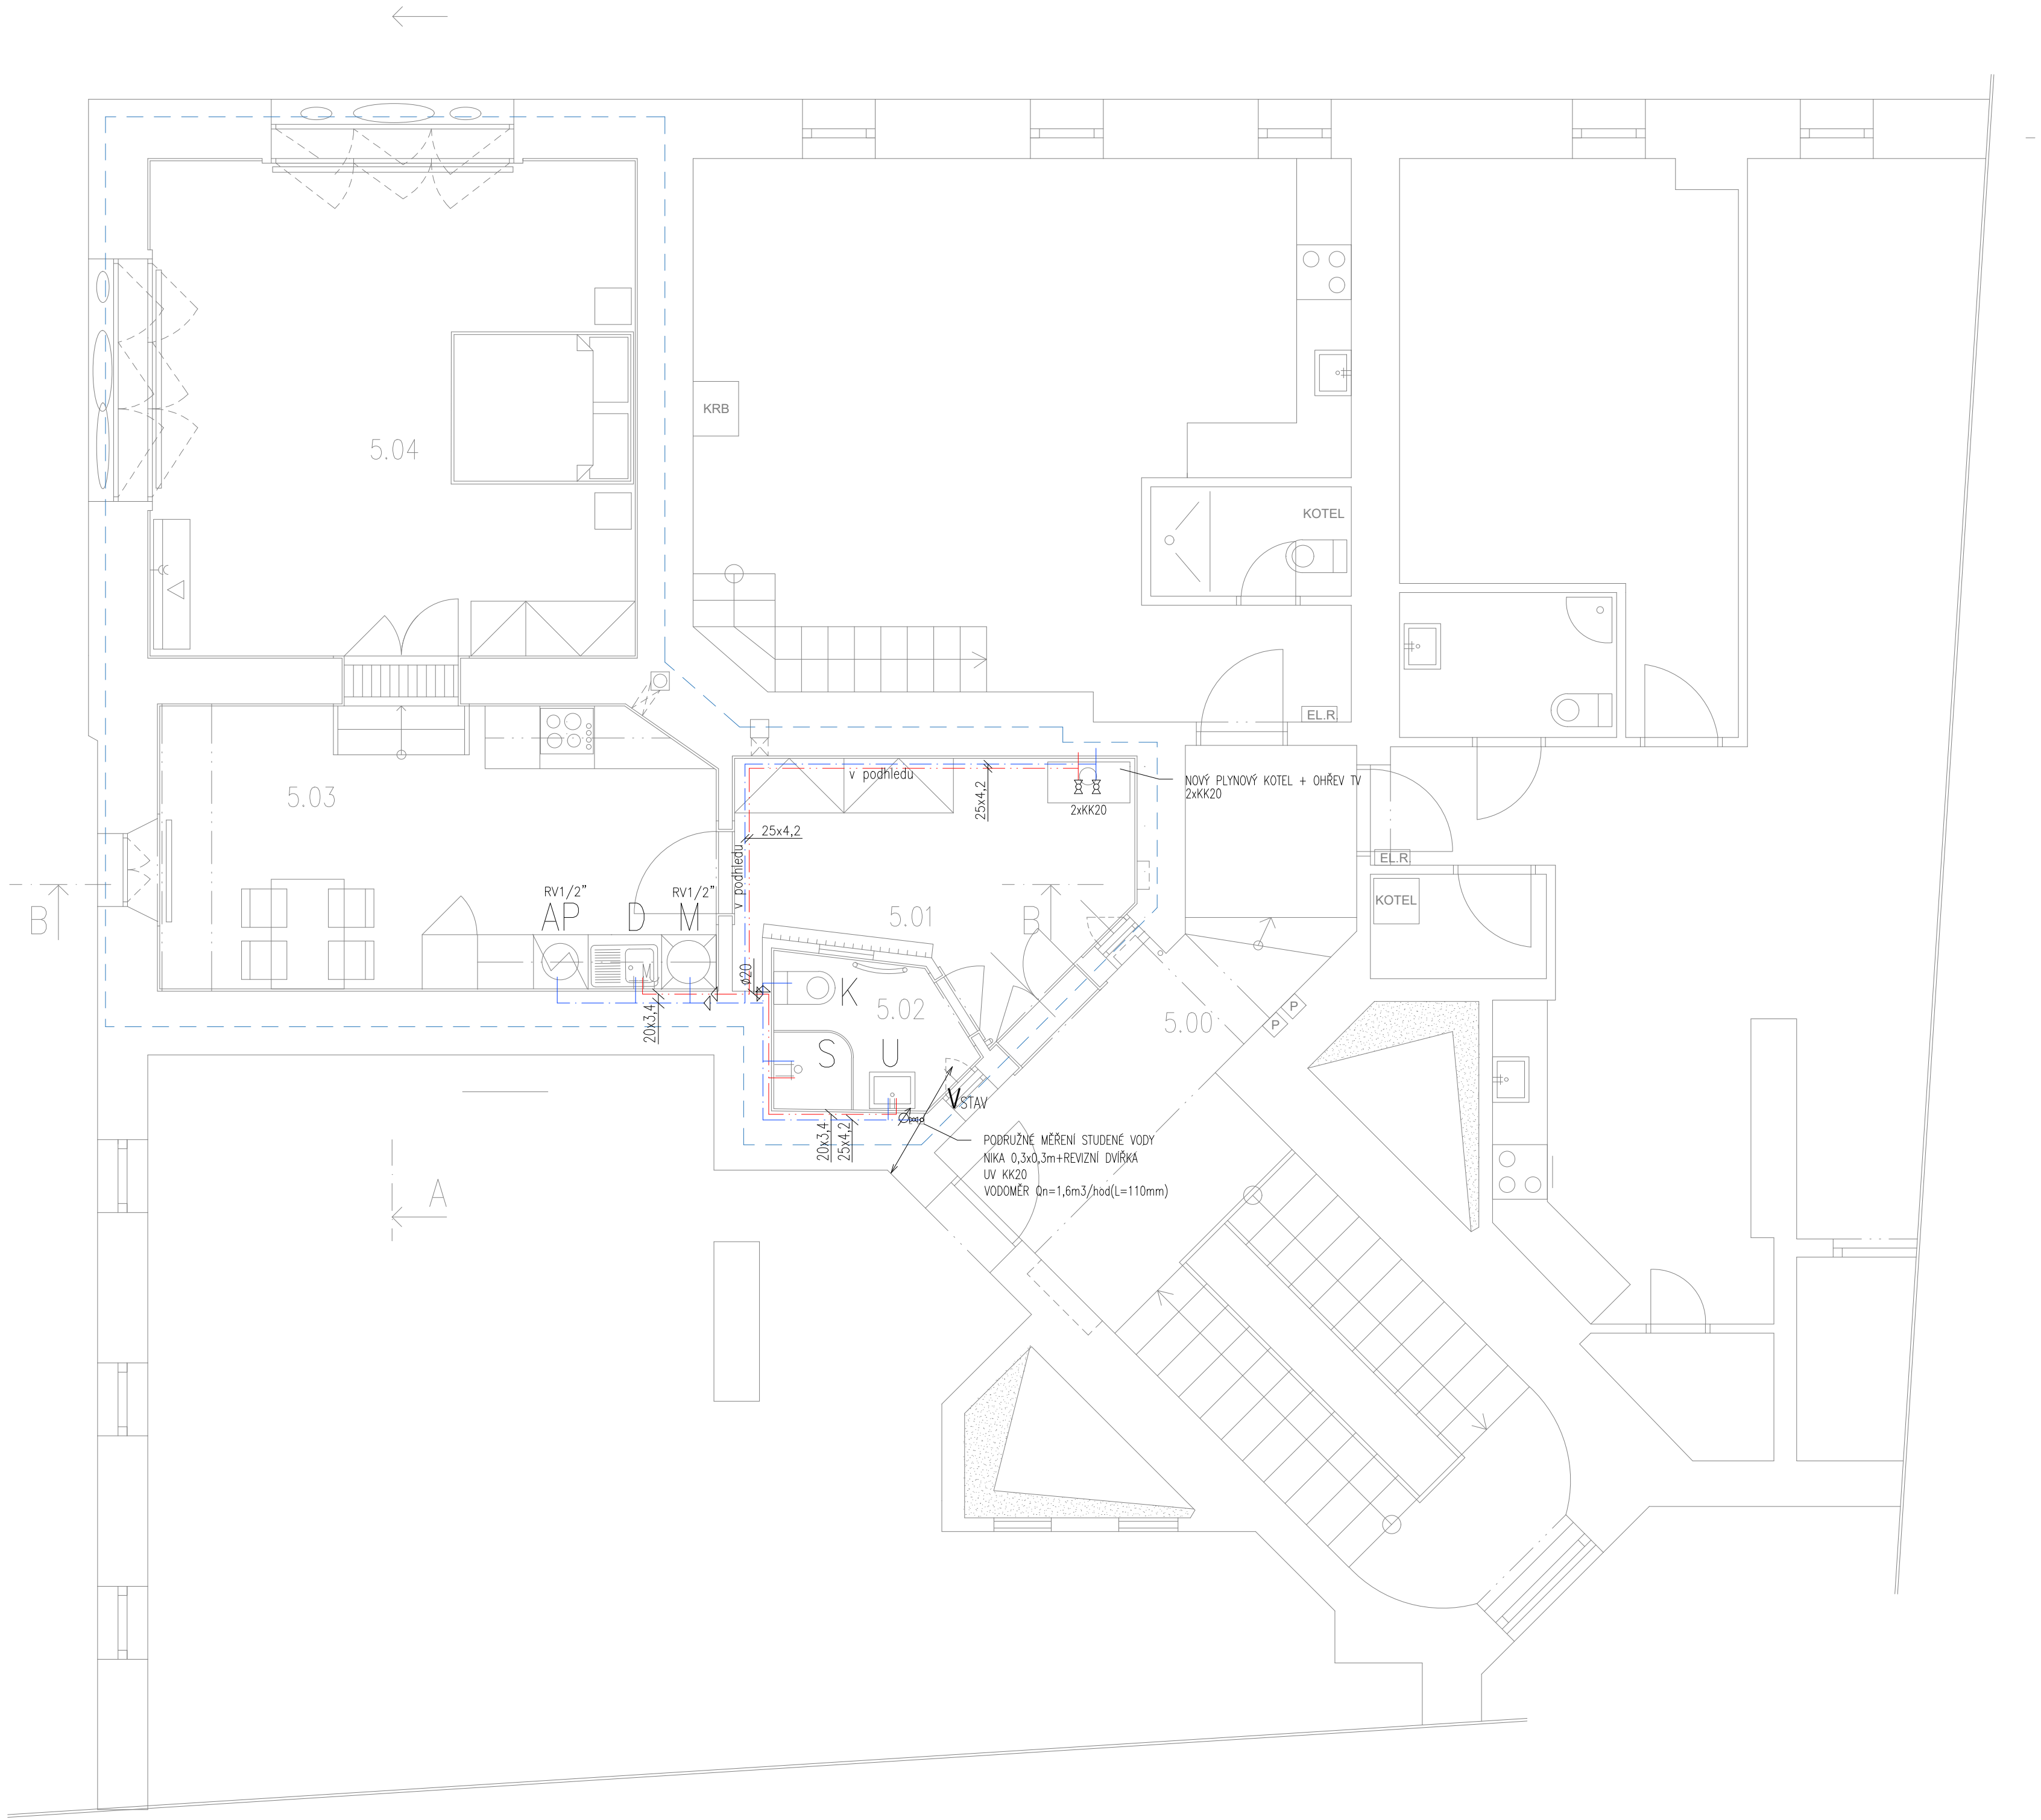 5.04
KRB
KOTEL
EL.R.
v podhledu
25x4,2
2xKK20
NOVÝ PLYNOVÝ KOTEL + OHŘEV TV
2xKK20
5.03
25x4,2
v podhledu
EL.R.
KOTEL
RV1/2"
AP
D
RV1/2"
M
B
5.01
B
M
ø20
K
5.02
5.00
P
P
20x3,4
S
U
VSTAV
20x3,4
25x4,2
PODRUŽNÉ MĚŘENÍ STUDENÉ VODY
NIKA 0,3x0,3m+REVIZNÍ DVÍŘKA
UV KK20
VODOMĚR Qn=1,6m3/hod(L=110mm)
A